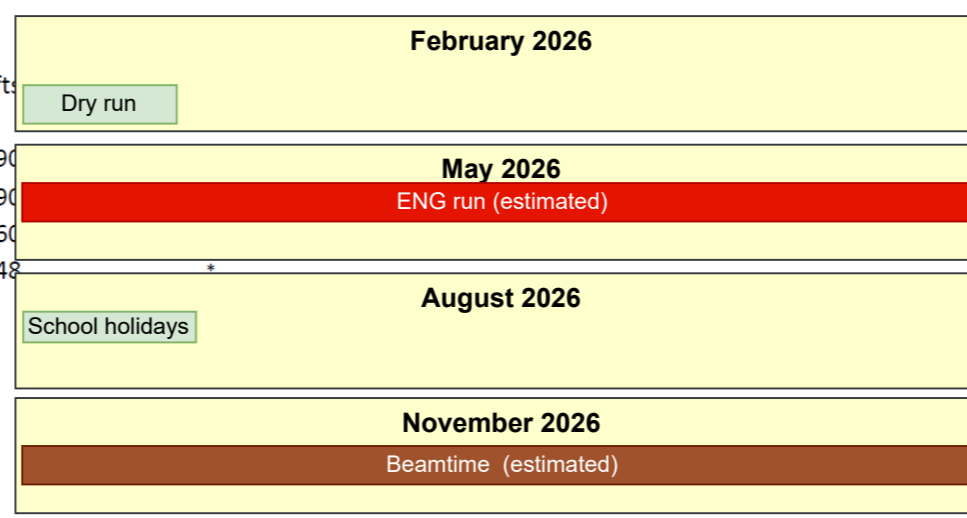 February 2026
Dry run
May 2026
ENG run (estimated)
*
August 2026
School holidays
November 2026
Beamtime  (estimated)